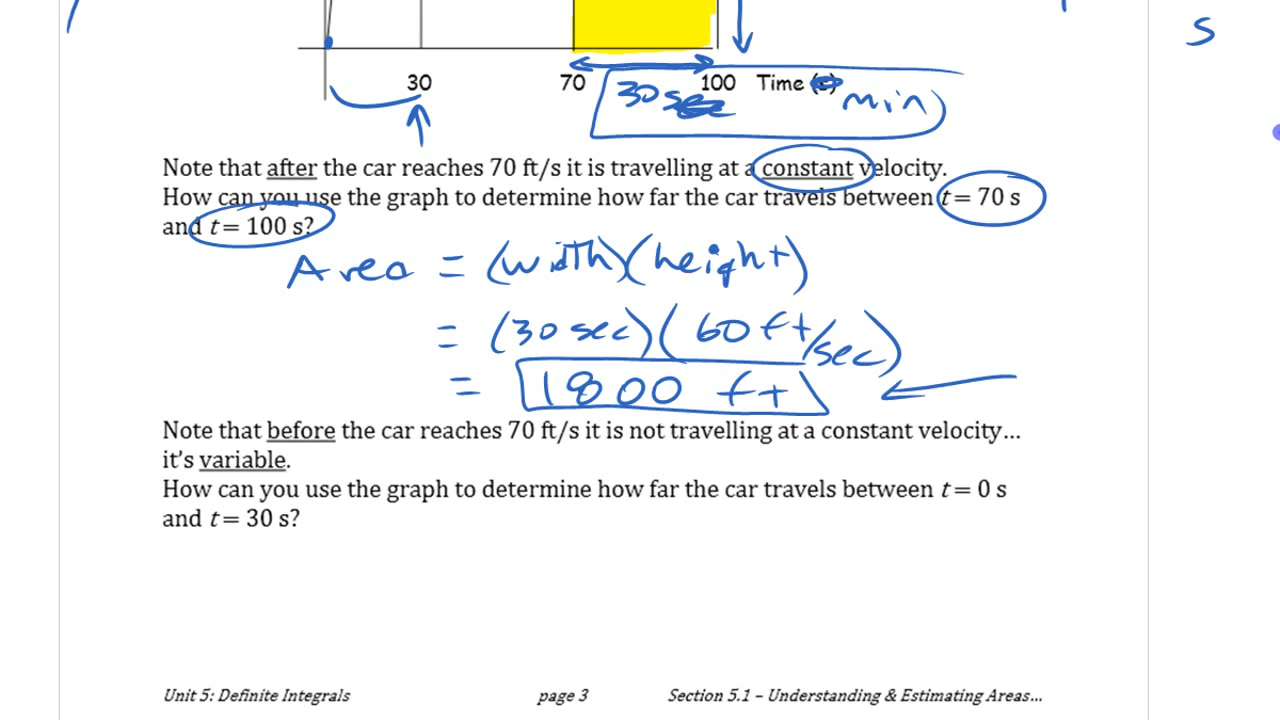 S
30 70 100 Time (s) min
30 sec
Note that after the car reaches 70 ft/s it is travelling at a constant velocity.
How can you use the graph to determine how far the car travels between t = 70 s
and t = 100 s?
Area = (width)(height)
= (30 sec)(60 ft/sec)
= 1800 ft
Note that before the car reaches 70 ft/s it is not travelling at a constant velocity…
it's variable.
How can you use the graph to determine how far the car travels between t = 0 s
and t = 30 s?
Unit 5: Definite Integrals page 3 Section 5.1 – Understanding & Estimating Areas…